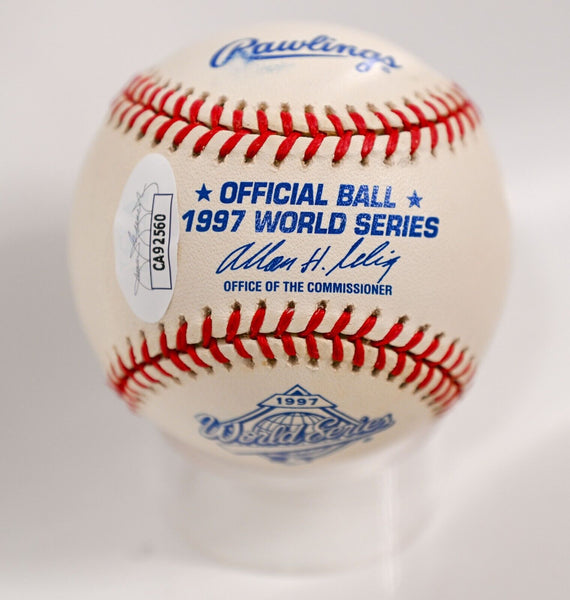 Rawlings
★ OFFICIAL BALL ★
1997 WORLD SERIES
Allan H. Selig
OFFICE OF THE COMMISSIONER
CA92560
1997
World Series